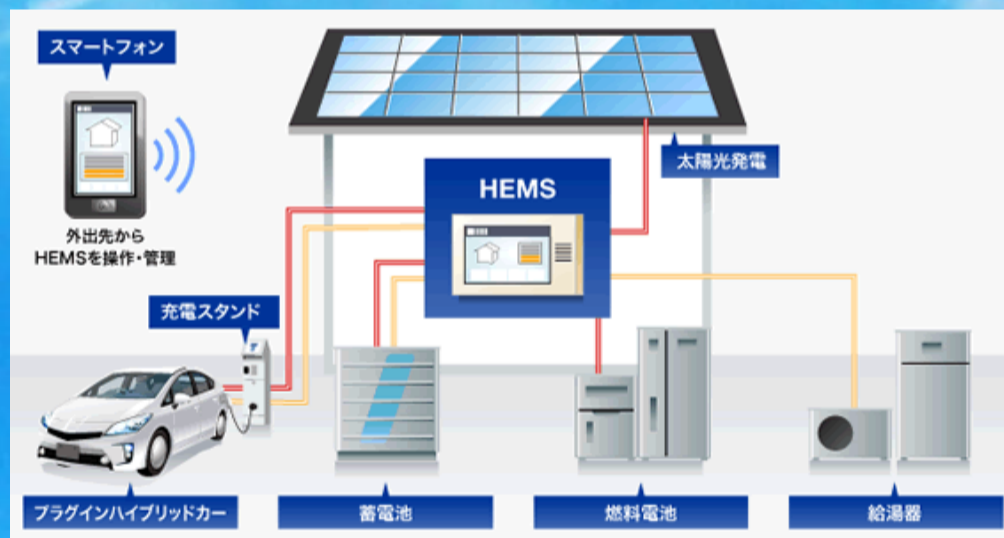 スマートフォン
外出先から
HEMSを操作・管理
HEMS
太陽光発電
充電スタンド
プラグインハイブリッドカー
蓄電池
燃料電池
給湯器